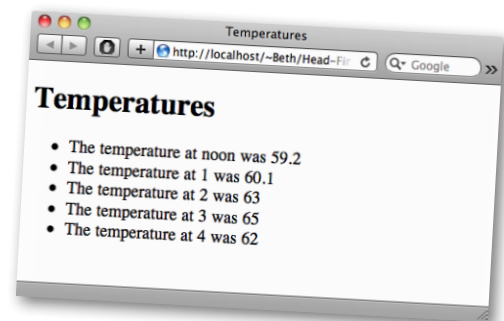 Temperatures
+ http://localhost/~Beth/Head-Fir Google »
Temperatures
• The temperature at noon was 59.2
• The temperature at 1 was 60.1
• The temperature at 2 was 63
• The temperature at 3 was 65
• The temperature at 4 was 62